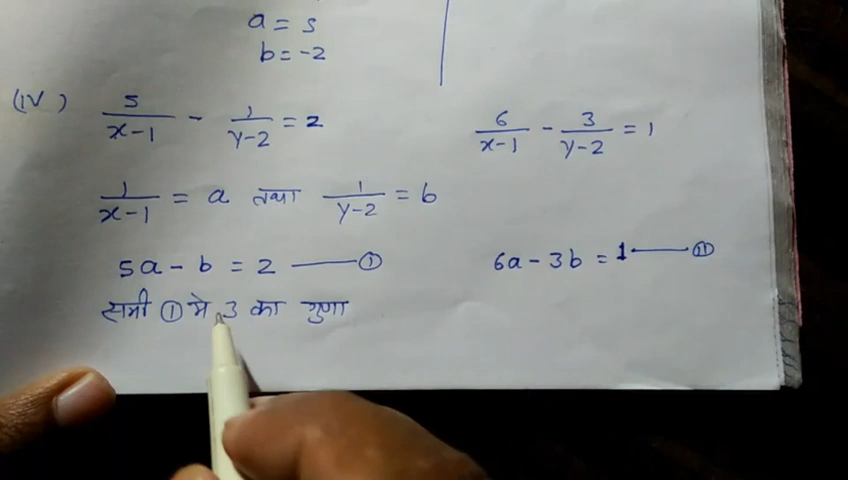 a = 5
b = -2
(IV) 5/(x-1) - 1/(y-2) = 2     6/(x-1) - 3/(y-2) = 1
1/(x-1) = a तथा 1/(y-2) = b
5a - b = 2 —— ①     6a - 3b = 1 —— ⑪
समी ① मे 3 का गुणा